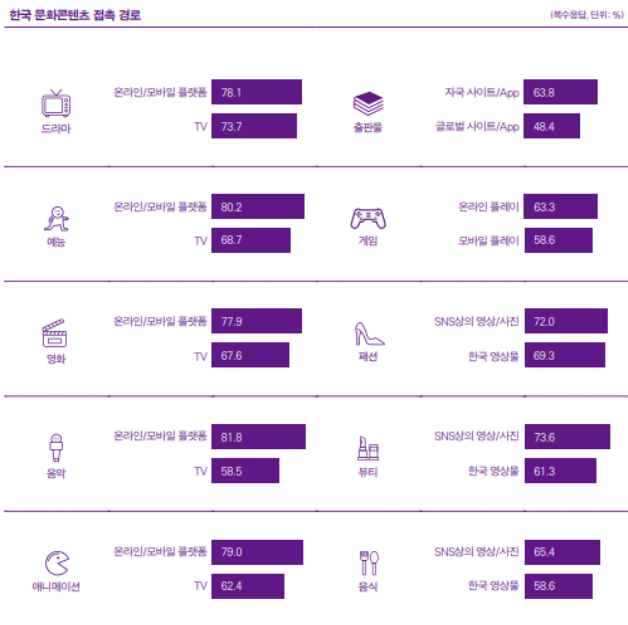 한국 문화콘텐츠 접촉 경로
(복수응답, 단위: %)
드라마
온라인/모바일 플랫폼 78.1
TV 73.7
출판물
자국 사이트/App 63.8
글로벌 사이트/App 48.4
예능
온라인/모바일 플랫폼 80.2
TV 68.7
게임
온라인 플레이 63.3
모바일 플레이 58.6
영화
온라인/모바일 플랫폼 77.9
TV 67.6
패션
SNS상의 영상/사진 72.0
한국 영상물 69.3
음악
온라인/모바일 플랫폼 81.8
TV 58.5
뷰티
SNS상의 영상/사진 73.6
한국 영상물 61.3
애니메이션
온라인/모바일 플랫폼 79.0
TV 62.4
음식
SNS상의 영상/사진 65.4
한국 영상물 58.6